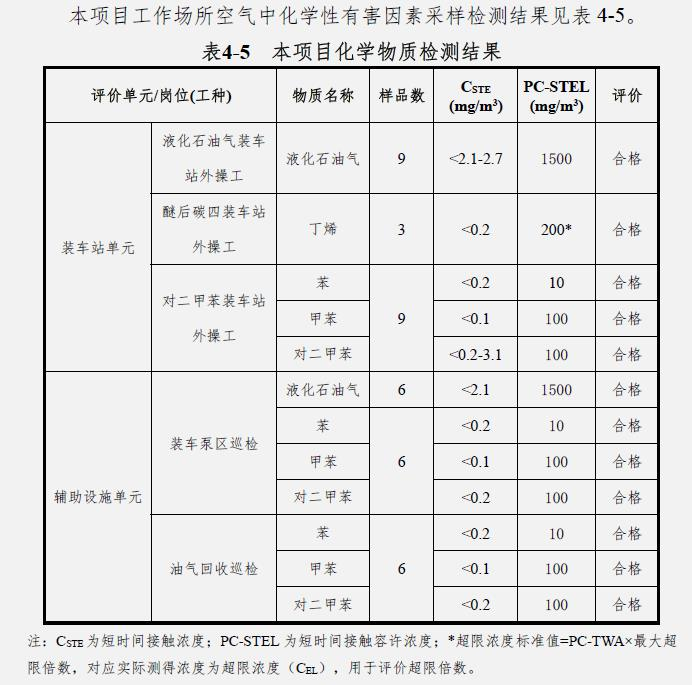 本项目工作场所空气中化学性有害因素采样检测结果见表 4-5。
表4-5 本项目化学物质检测结果
评价单元/岗位(工种) 物质名称 样品数 CSTE (mg/m³) PC-STEL (mg/m³) 评价
装车站单元 液化石油气装车站外操工 液化石油气 9 <2.1-2.7 1500 合格
醚后碳四装车站外操工 丁烯 3 <0.2 200* 合格
对二甲苯装车站外操工 苯 9 <0.2 10 合格
甲苯 <0.1 100 合格
对二甲苯 <0.2-3.1 100 合格
辅助设施单元 装车泵区巡检 液化石油气 6 <2.1 1500 合格
苯 6 <0.2 10 合格
甲苯 <0.1 100 合格
对二甲苯 <0.2 100 合格
油气回收巡检 苯 6 <0.2 10 合格
甲苯 <0.1 100 合格
对二甲苯 <0.2 100 合格
注：CSTE 为短时间接触浓度；PC-STEL 为短时间接触容许浓度；*超限浓度标准值=PC-TWA×最大超
限倍数，对应实际测得浓度为超限浓度（CEL），用于评价超限倍数。